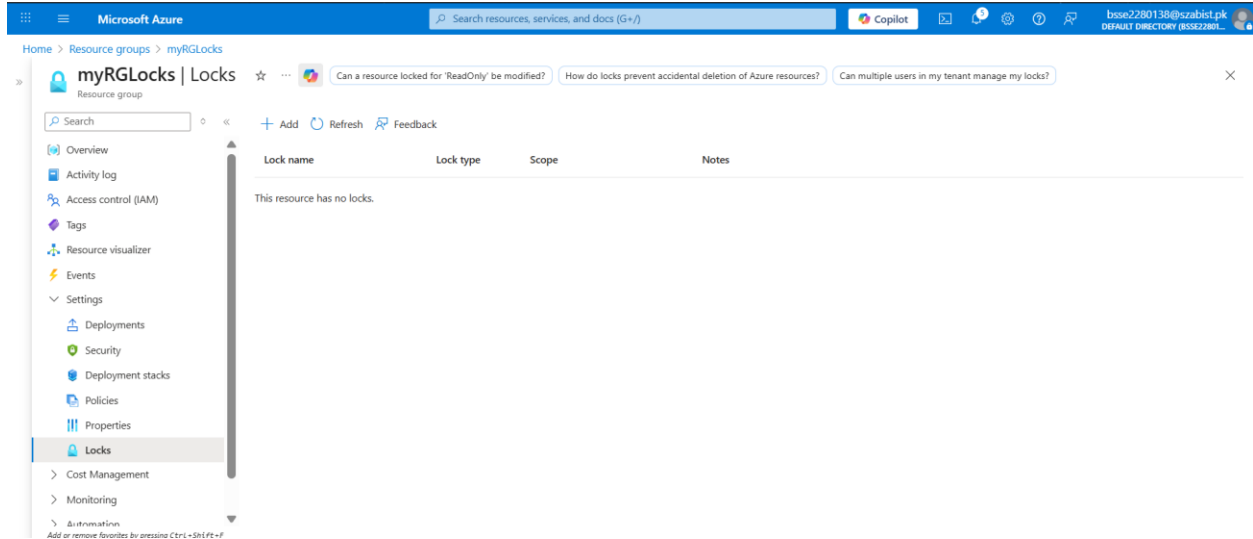 Microsoft Azure
Search resources, services, and docs (G+/)
Copilot
5
bsse2280138@szabist.pk
DEFAULT DIRECTORY (BSSE22801...
Home > Resource groups > myRGLocks
myRGLocks | Locks
Can a resource locked for 'ReadOnly' be modified?
How do locks prevent accidental deletion of Azure resources?
Can multiple users in my tenant manage my locks?
Resource group
Search
Add
Refresh
Feedback
Overview
Activity log
Access control (IAM)
Tags
Resource visualizer
Events
Settings
Deployments
Security
Deployment stacks
Policies
Properties
Locks
Cost Management
Monitoring
Automation
Add or remove favorites by pressing Ctrl+Shift+F
Lock name Lock type Scope Notes
This resource has no locks.